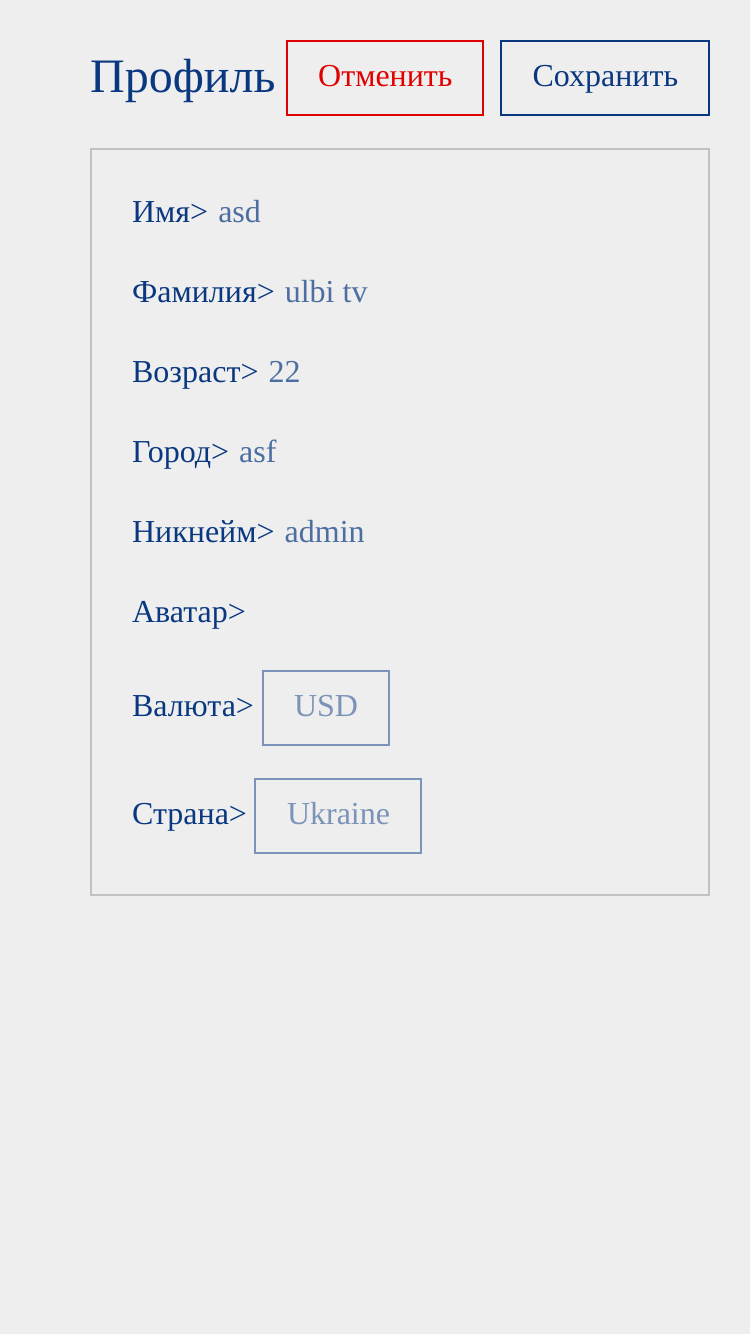 Профиль Отменить Сохранить
Имя> asd
Фамилия> ulbi tv
Возраст> 22
Город> asf
Никнейм> admin
Аватар>
Валюта> USD
Страна> Ukraine